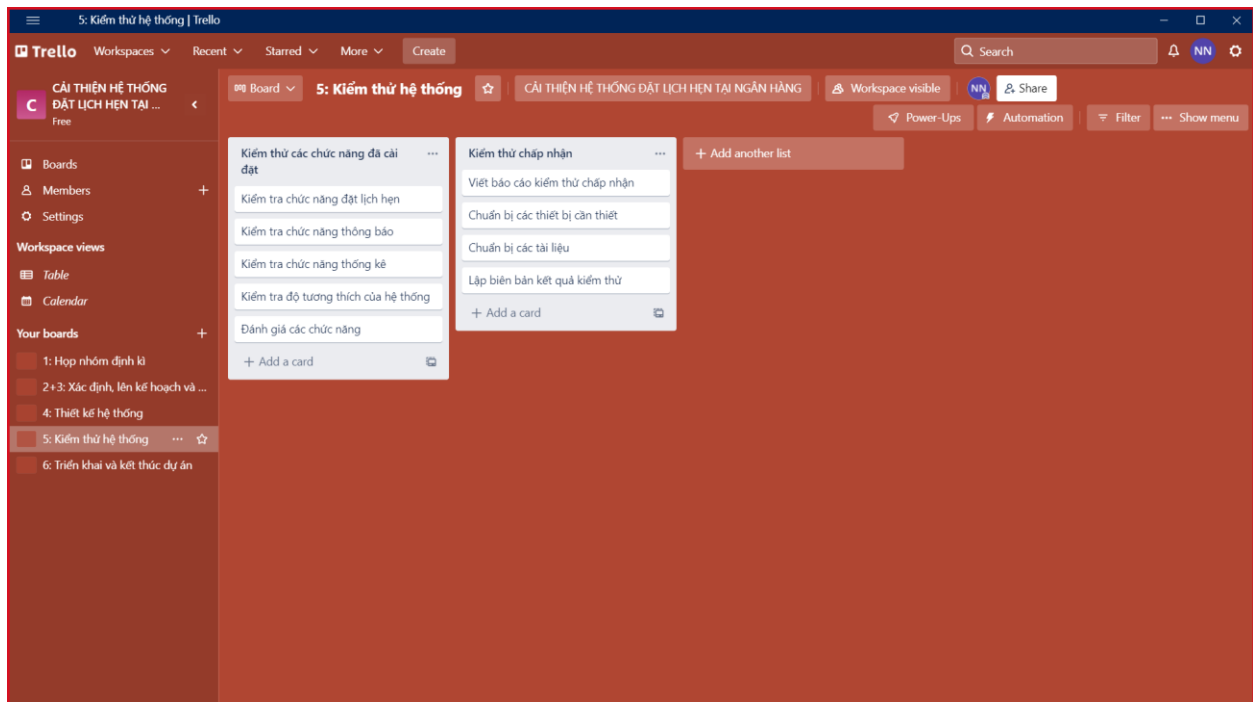 5: Kiểm thử hệ thống | Trello
Trello Workspaces Recent Starred More Create Search NN
C
CẢI THIỆN HỆ THỐNG
ĐẶT LỊCH HẸN TẠI ...
Free
Board 5: Kiểm thử hệ thống CẢI THIỆN HỆ THỐNG ĐẶT LỊCH HẸN TẠI NGÂN HÀNG Workspace visible NN Share
Power-Ups Automation Filter ... Show menu
Boards
Members +
Settings
Workspace views
Table
Calendar
Your boards +
1: Họp nhóm định kì
2+3: Xác định, lên kế hoạch và ...
4: Thiết kế hệ thống
5: Kiểm thử hệ thống ...
6: Triển khai và kết thúc dự án
Kiểm thử các chức năng đã cài ...
đặt
Kiểm tra chức năng đặt lịch hẹn
Kiểm tra chức năng thông báo
Kiểm tra chức năng thống kê
Kiểm tra độ tương thích của hệ thống
Đánh giá các chức năng
+ Add a card
Kiểm thử chấp nhận ...
Viết báo cáo kiểm thử chấp nhận
Chuẩn bị các thiết bị cần thiết
Chuẩn bị các tài liệu
Lập biên bản kết quả kiểm thử
+ Add a card
+ Add another list